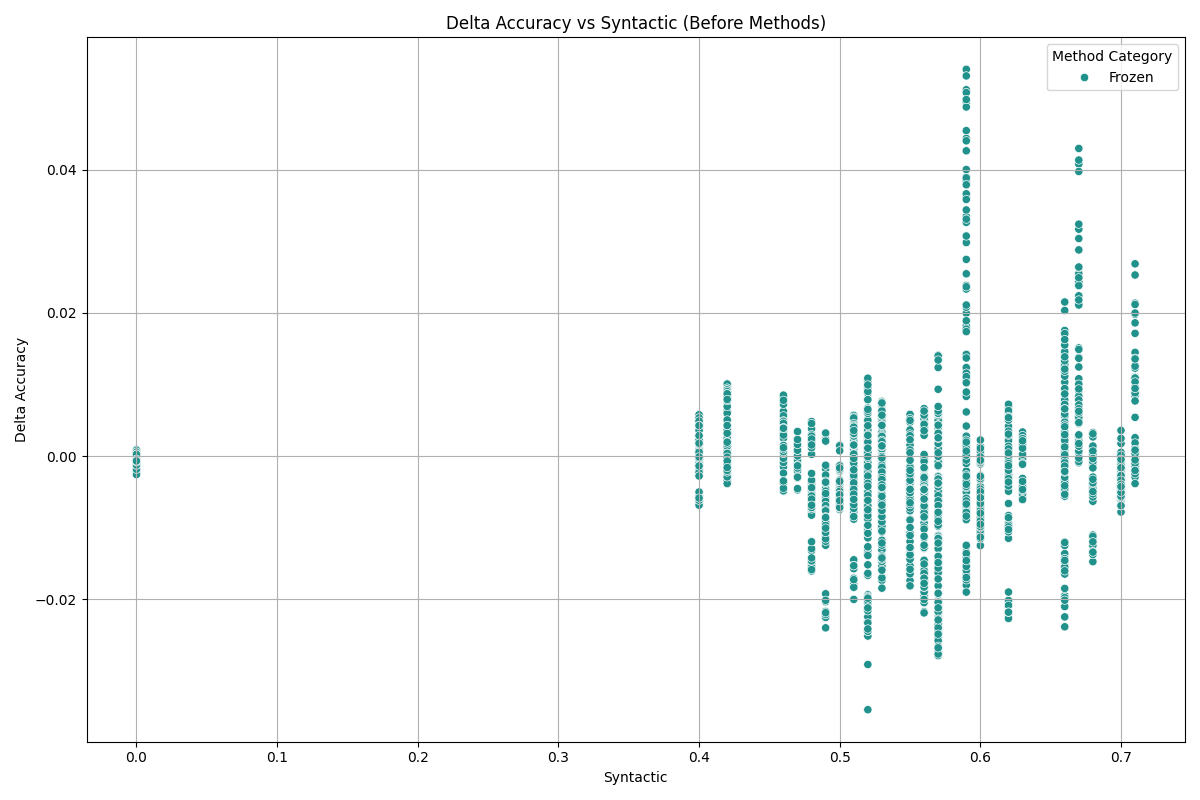 Delta Accuracy vs Syntactic (Before Methods)
Method Category
Frozen
Delta Accuracy
0.04
0.02
0.00
−0.02
0.0 0.1 0.2 0.3 0.4 0.5 0.6 0.7
Syntactic